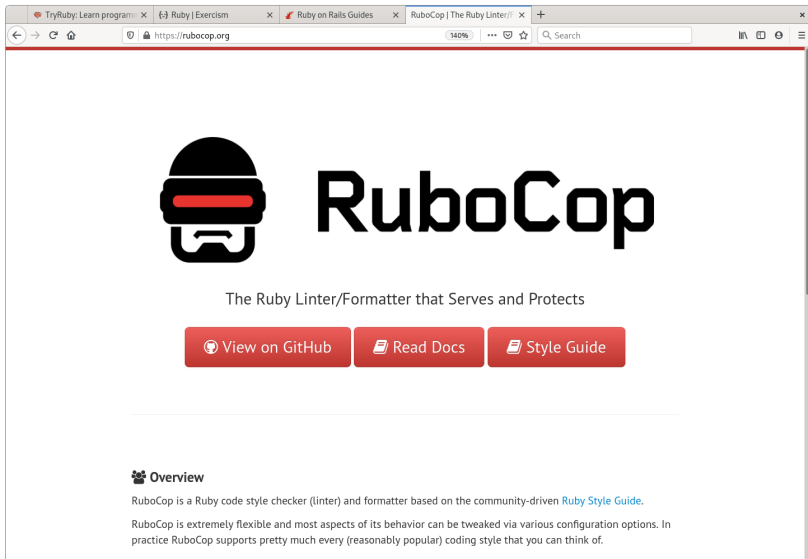 TryRuby: Learn program
{:-} Ruby | Exercism
Ruby on Rails Guides
RuboCop | The Ruby Linter/F
https://rubocop.org
140%
Search
RuboCop
The Ruby Linter/Formatter that Serves and Protects
View on GitHub
Read Docs
Style Guide
Overview
RuboCop is a Ruby code style checker (linter) and formatter based on the community-driven Ruby Style Guide.
RuboCop is extremely flexible and most aspects of its behavior can be tweaked via various configuration options. In
practice RuboCop supports pretty much every (reasonably popular) coding style that you can think of.